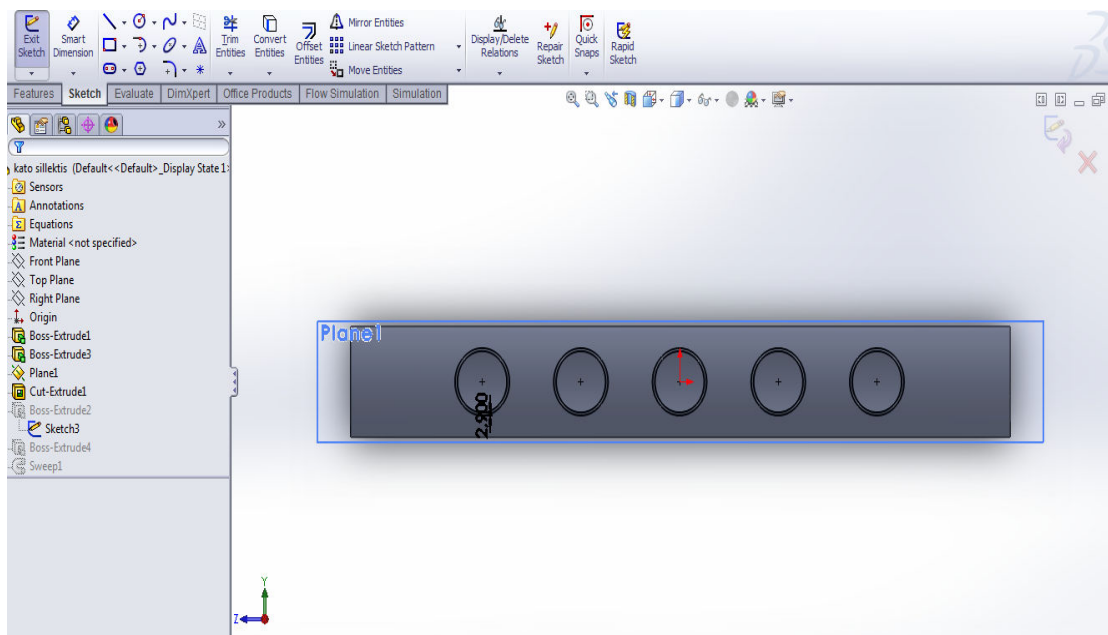 Exit Sketch
Smart Dimension
Trim Entities
Convert Entities
Offset Entities
Mirror Entities
Linear Sketch Pattern
Move Entities
Display/Delete Relations
Repair Sketch
Quick Snaps
Rapid Sketch
Features Sketch Evaluate DimXpert Office Products Flow Simulation Simulation
kato sillektis (Default<<Default>_Display State 1>
Sensors
Annotations
Equations
Material <not specified>
Front Plane
Top Plane
Right Plane
Origin
Boss-Extrude1
Boss-Extrude3
Plane1
Cut-Extrude1
Boss-Extrude2
Sketch3
Boss-Extrude4
Sweep1
Plane1
Y
Z